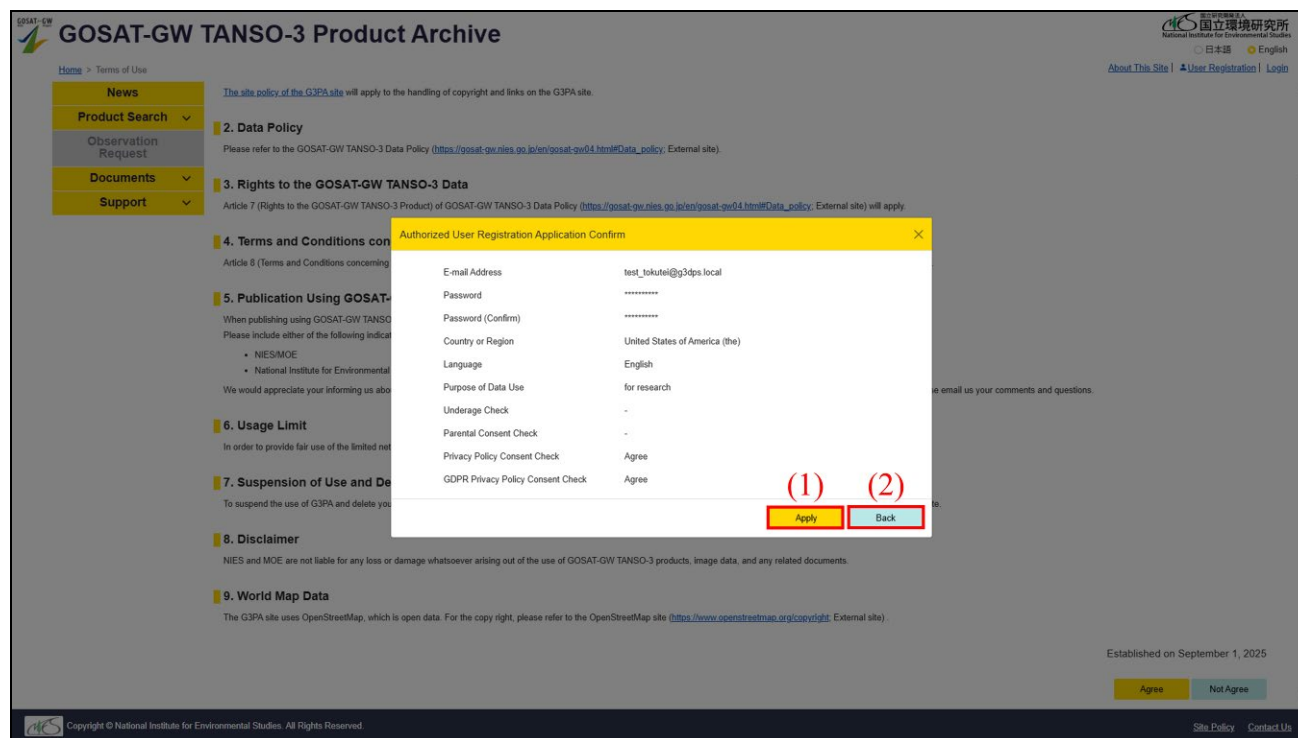 GOSAT-GW
GOSAT-GW TANSO-3 Product Archive
国立研究開発法人
国立環境研究所
National Institute for Environmental Studies
日本語 English
Home > Terms of Use
About This Site | User Registration | Login
News
Product Search
Observation
Request
Documents
Support
The site policy of the G3PA site will apply to the handling of copyright and links on the G3PA site.
2. Data Policy
Please refer to the GOSAT-GW TANSO-3 Data Policy (https://gosat-gw.nies.go.jp/en/gosat-gw04.html#Data_policy; External site).
3. Rights to the GOSAT-GW TANSO-3 Data
Article 7 (Rights to the GOSAT-GW TANSO-3 Product) of GOSAT-GW TANSO-3 Data Policy (https://gosat-gw.nies.go.jp/en/gosat-gw04.html#Data_policy; External site) will apply.
4. Terms and Conditions con
Article 8 (Terms and Conditions concerning
5. Publication Using GOSAT-
When publishing using GOSAT-GW TANSO
Please include either of the following indicat
• NIES/MOE
• National Institute for Environmental
We would appreciate your informing us abo
e email us your comments and questions.
6. Usage Limit
In order to provide fair use of the limited net
7. Suspension of Use and De
To suspend the use of G3PA and delete you
te.
8. Disclaimer
NIES and MOE are not liable for any loss or damage whatsoever arising out of the use of GOSAT-GW TANSO-3 products, image data, and any related documents.
9. World Map Data
The G3PA site uses OpenStreetMap, which is open data. For the copy right, please refer to the OpenStreetMap site (https://www.openstreetmap.org/copyright; External site).
Established on September 1, 2025
Agree Not Agree
Authorized User Registration Application Confirm
E-mail Address test_tokutei@g3dps.local
Password **********
Password (Confirm) **********
Country or Region United States of America (the)
Language English
Purpose of Data Use for research
Underage Check -
Parental Consent Check -
Privacy Policy Consent Check Agree
GDPR Privacy Policy Consent Check Agree
(1) (2)
Apply Back
NIES
Copyright © National Institute for Environmental Studies. All Rights Reserved.
Site Policy Contact Us